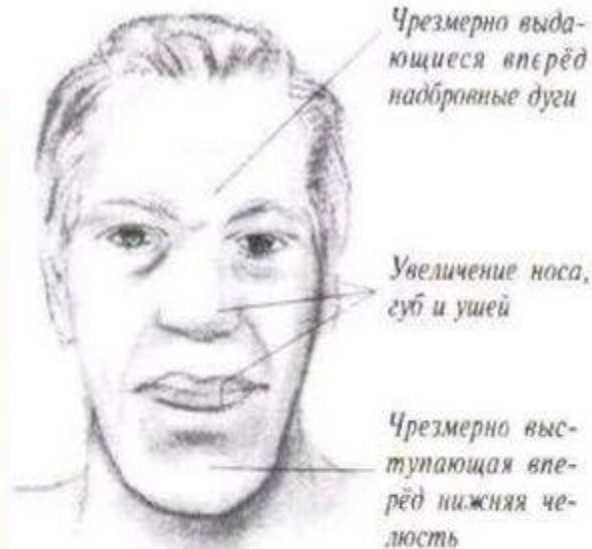 Чрезмерно выда-
ющиеся вперёд
надбровные дуги
Увеличение носа,
губ и ушей
Чрезмерно выс-
тупающая впе-
рёд нижняя че-
люсть